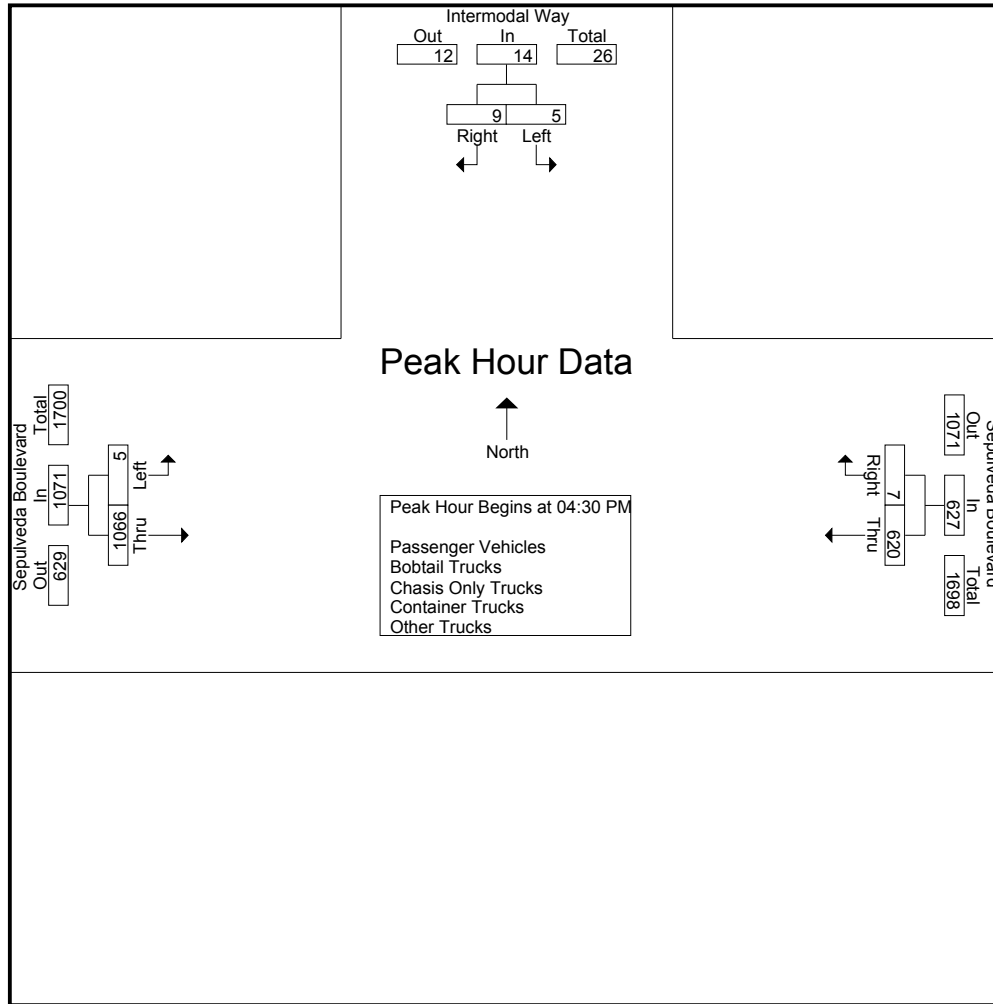 Intermodal Way
Out In Total
12 14 26
9 5
Right Left
Peak Hour Data
North
Peak Hour Begins at 04:30 PM
Passenger Vehicles
Bobtail Trucks
Chasis Only Trucks
Container Trucks
Other Trucks
Sepulveda Boulevard
Out In Total
629 1071 1700
5 1066
Left Thru
Sepulveda Boulevard
Out In Total
1071 627 1698
7 620
Right Thru